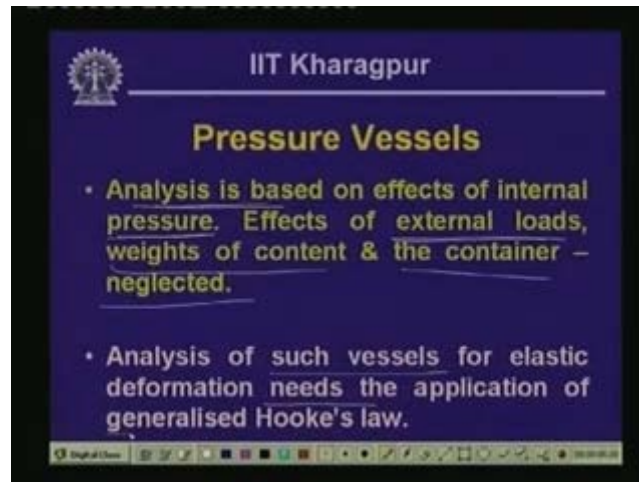 IIT Kharagpur
Pressure Vessels
• Analysis is based on effects of internal
pressure. Effects of external loads,
weights of content & the container –
neglected.
• Analysis of such vessels for elastic
deformation needs the application of
generalised Hooke's law.